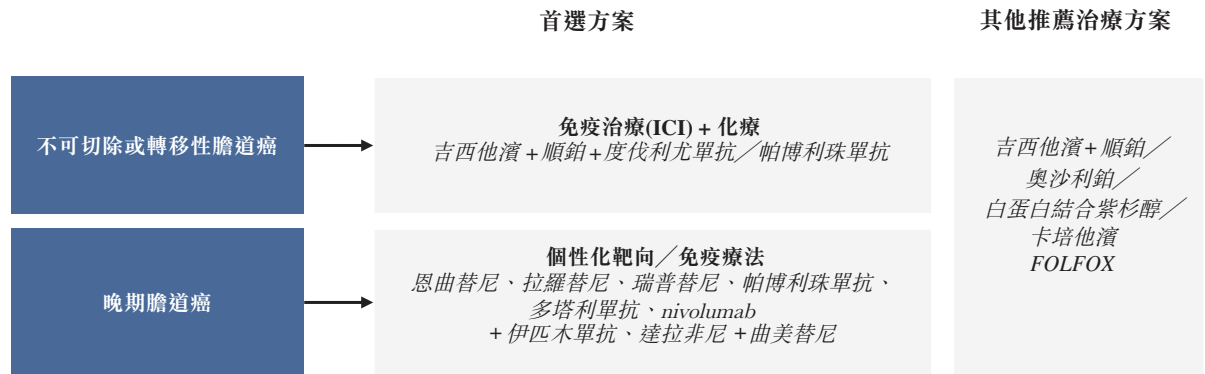 首選方案
其他推薦治療方案
不可切除或轉移性膽道癌
免疫治療(ICI) + 化療
吉西他濱 +順鉑 +度伐利尤單抗／帕博利珠單抗
晚期膽道癌
個性化靶向／免疫療法
恩曲替尼、拉羅替尼、瑞普替尼、帕博利珠單抗、
多塔利單抗、nivolumab
+ 伊匹木單抗、達拉非尼 +曲美替尼
吉西他濱+ 順鉑／
奧沙利鉑／
白蛋白結合紫杉醇／
卡培他濱
FOLFOX